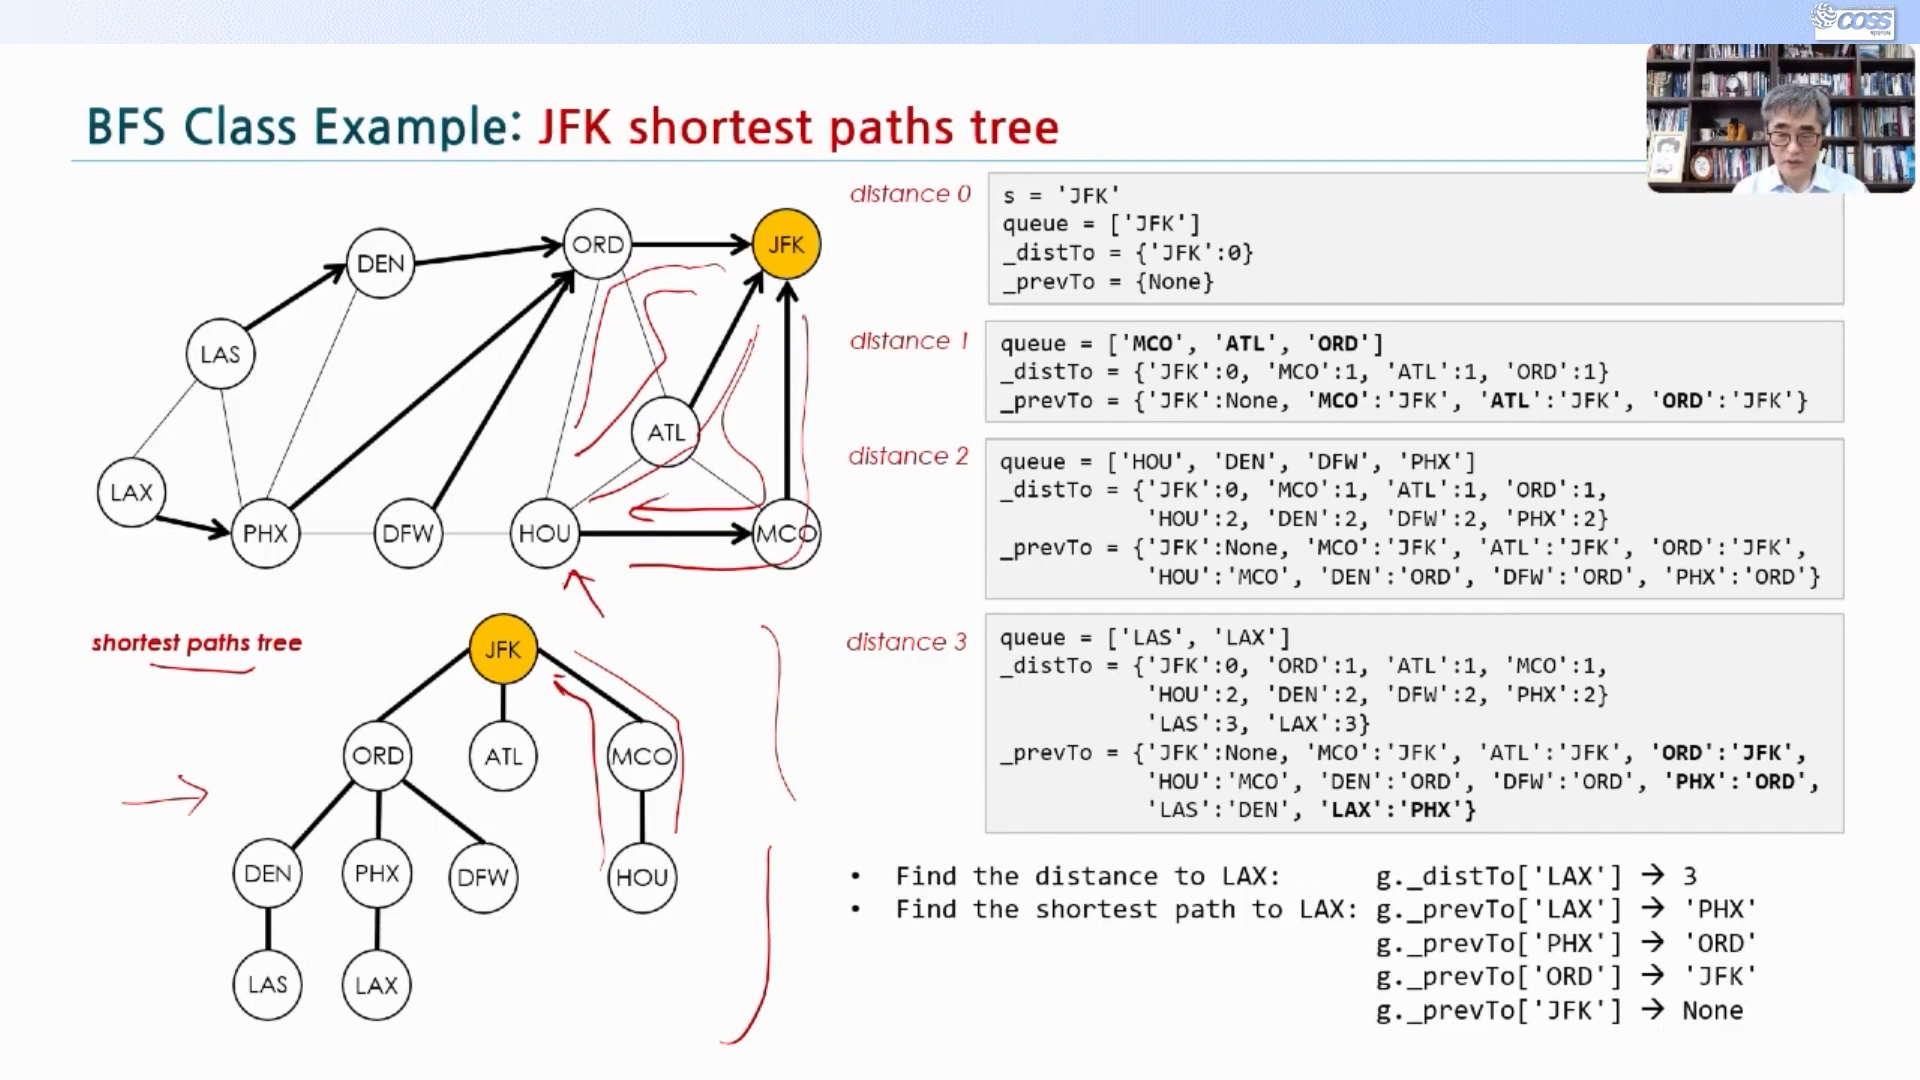 COSS
BFS Class Example: JFK shortest paths tree
distance 0
s = 'JFK'
queue = ['JFK']
_distTo = {'JFK':0}
_prevTo = {None}
distance 1
queue = ['MCO', 'ATL', 'ORD']
_distTo = {'JFK':0, 'MCO':1, 'ATL':1, 'ORD':1}
_prevTo = {'JFK':None, 'MCO':'JFK', 'ATL':'JFK', 'ORD':'JFK'}
distance 2
queue = ['HOU', 'DEN', 'DFW', 'PHX']
_distTo = {'JFK':0, 'MCO':1, 'ATL':1, 'ORD':1,
'HOU':2, 'DEN':2, 'DFW':2, 'PHX':2}
_prevTo = {'JFK':None, 'MCO':'JFK', 'ATL':'JFK', 'ORD':'JFK',
'HOU':'MCO', 'DEN':'ORD', 'DFW':'ORD', 'PHX':'ORD'}
distance 3
queue = ['LAS', 'LAX']
_distTo = {'JFK':0, 'ORD':1, 'ATL':1, 'MCO':1,
'HOU':2, 'DEN':2, 'DFW':2, 'PHX':2}
'LAS':3, 'LAX':3}
_prevTo = {'JFK':None, 'MCO':'JFK', 'ATL':'JFK', 'ORD':'JFK',
'HOU':'MCO', 'DEN':'ORD', 'DFW':'ORD', 'PHX':'ORD',
'LAS':'DEN', 'LAX':'PHX'}
• Find the distance to LAX: g._distTo['LAX'] → 3
• Find the shortest path to LAX: g._prevTo['LAX'] → 'PHX'
g._prevTo['PHX'] → 'ORD'
g._prevTo['ORD'] → 'JFK'
g._prevTo['JFK'] → None
ORD
JFK
DEN
LAS
ATL
LAX
PHX
DFW
HOU
MCO
shortest paths tree
JFK
ORD
ATL
MCO
DEN
PHX
DFW
HOU
LAS
LAX